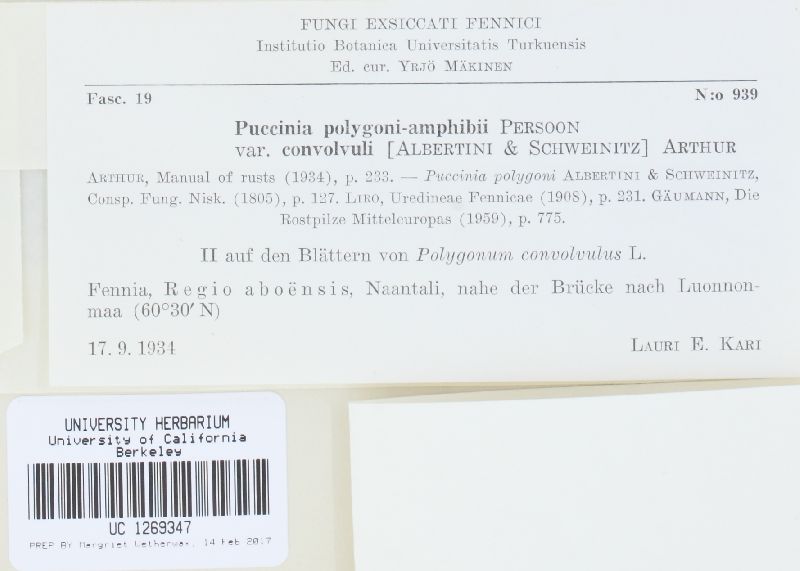 FUNGI EXSICCATI FENNICI
Institutio Botanica Universitatis Turkuensis
Ed. cur. YRJÖ MÄKINEN
Fasc. 19 N:o 939
Puccinia polygoni-amphibii PERSOON
var. convolvuli [ALBERTINI & SCHWEINITZ] ARTHUR
ARTHUR, Manual of rusts (1934), p. 233. — Puccinia polygoni ALBERTINI & SCHWEINITZ,
Consp. Fung. Nisk. (1805), p. 127. LIRO, Uredineae Fennicae (1908), p. 231. GÄUMANN, Die
Rostpilze Mitteleuropas (1959), p. 775.
II auf den Blättern von Polygonum convolvulus L.
Fennia, Regio aboënsis, Naantali, nahe der Brücke nach Luonnon-
maa (60°30′ N)
17. 9. 1934 LAURI E. KARI
UNIVERSITY HERBARIUM
University of California
Berkeley
UC 1269347
PREP BY Margriet Wetherwax, 14 Feb 2017